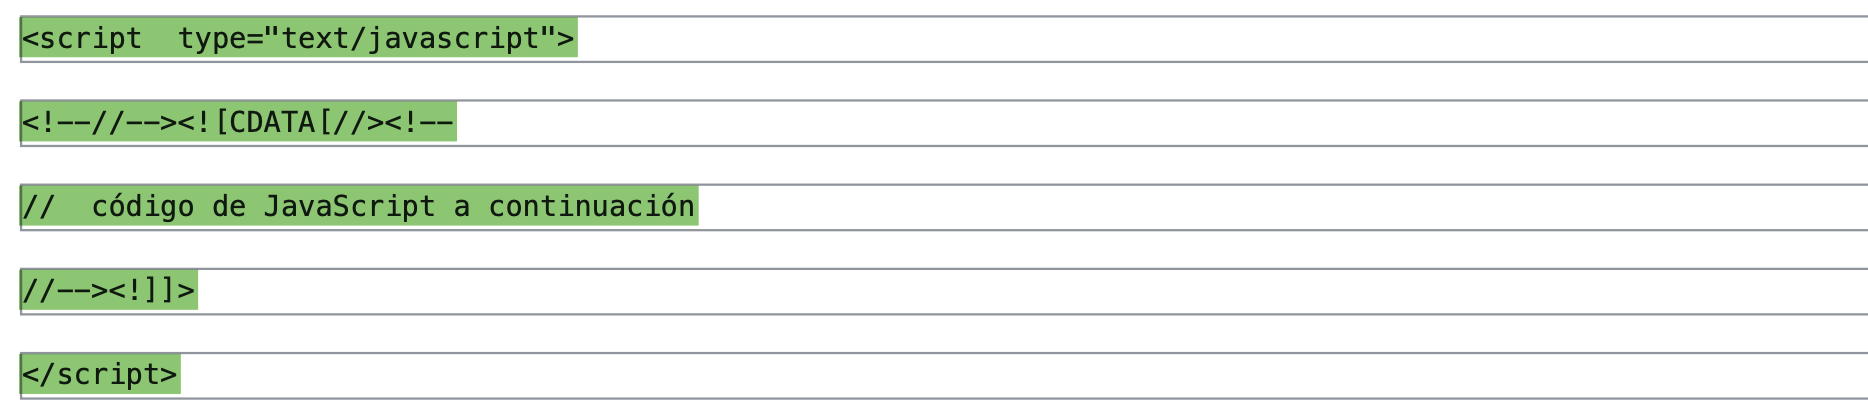 <script  type="text/javascript">
<!--//--><![CDATA[//><!--
//  código de JavaScript a continuación
//--><!]]>
</script>